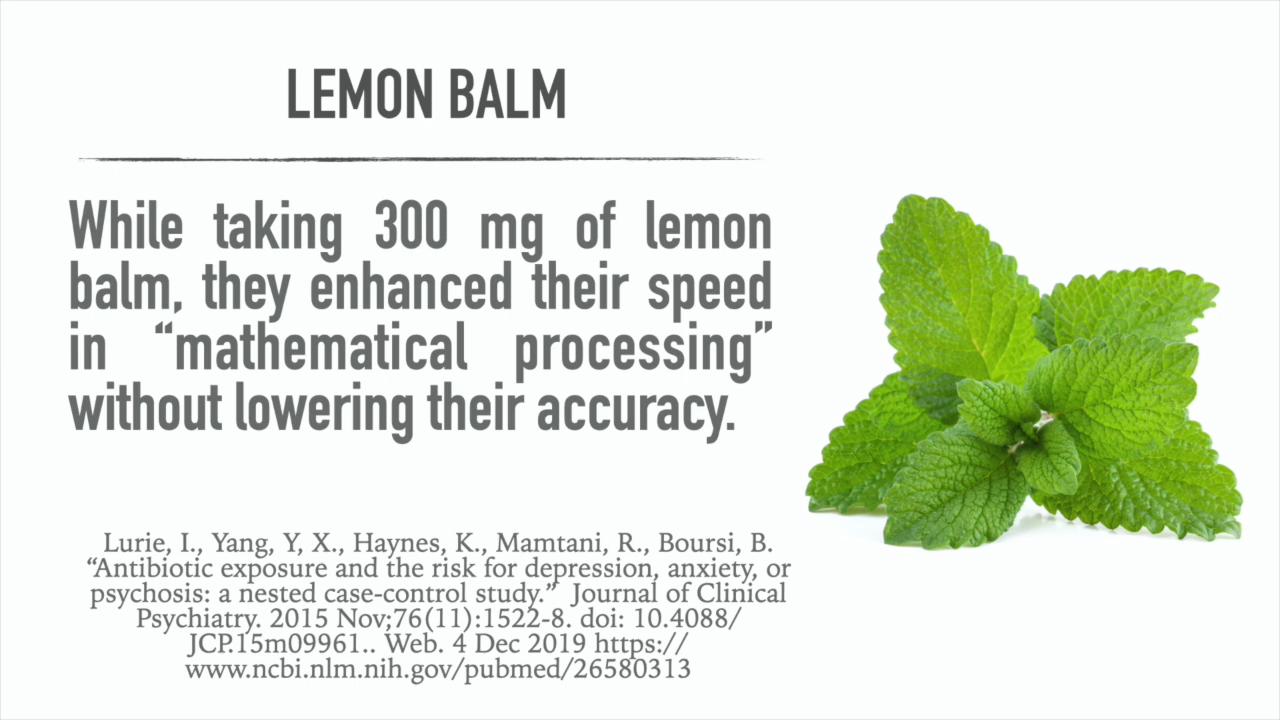 LEMON BALM
While taking 300 mg of lemon
balm, they enhanced their speed
in “mathematical processing”
without lowering their accuracy.
Lurie, I., Yang, Y, X., Haynes, K., Mamtani, R., Boursi, B.
“Antibiotic exposure and the risk for depression, anxiety, or
psychosis: a nested case-control study.” Journal of Clinical
Psychiatry. 2015 Nov;76(11):1522-8. doi: 10.4088/
JCP.15m09961.. Web. 4 Dec 2019 https://
www.ncbi.nlm.nih.gov/pubmed/26580313